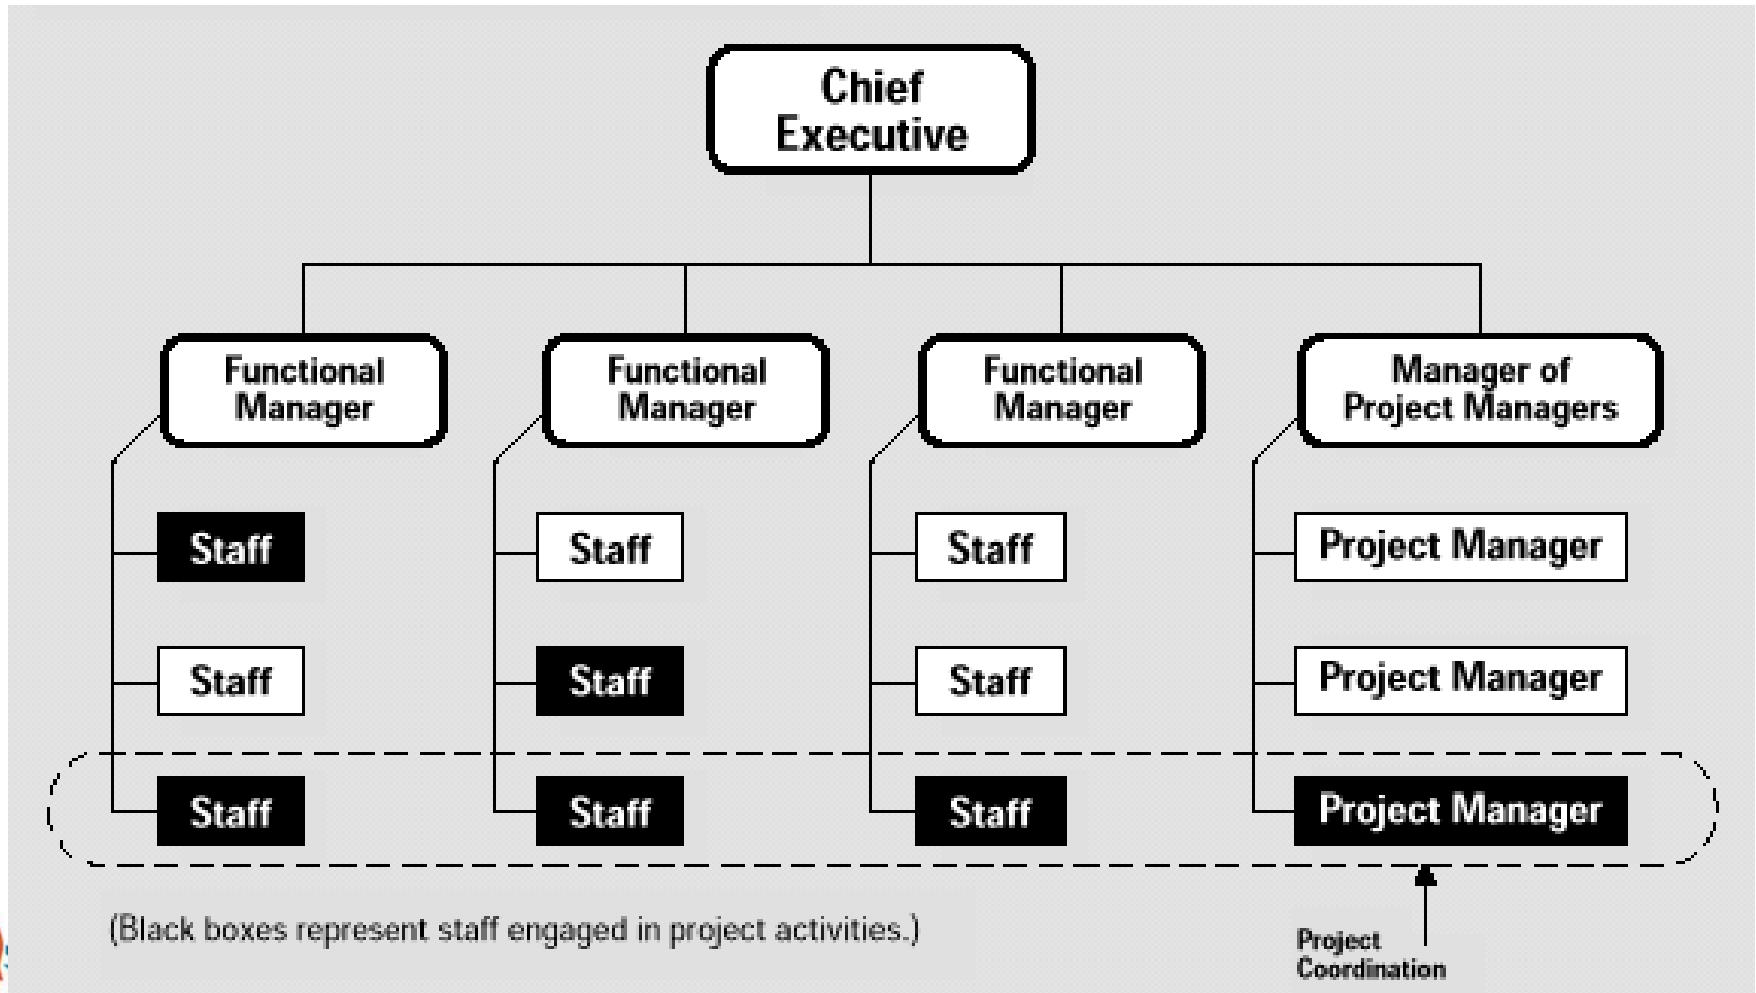 Chief
Executive
Functional
Manager
Functional
Manager
Functional
Manager
Manager of
Project Managers
Staff
Staff
Staff
Project Manager
Staff
Staff
Staff
Project Manager
Staff
Staff
Staff
Project Manager
(Black boxes represent staff engaged in project activities.)
Project
Coordination